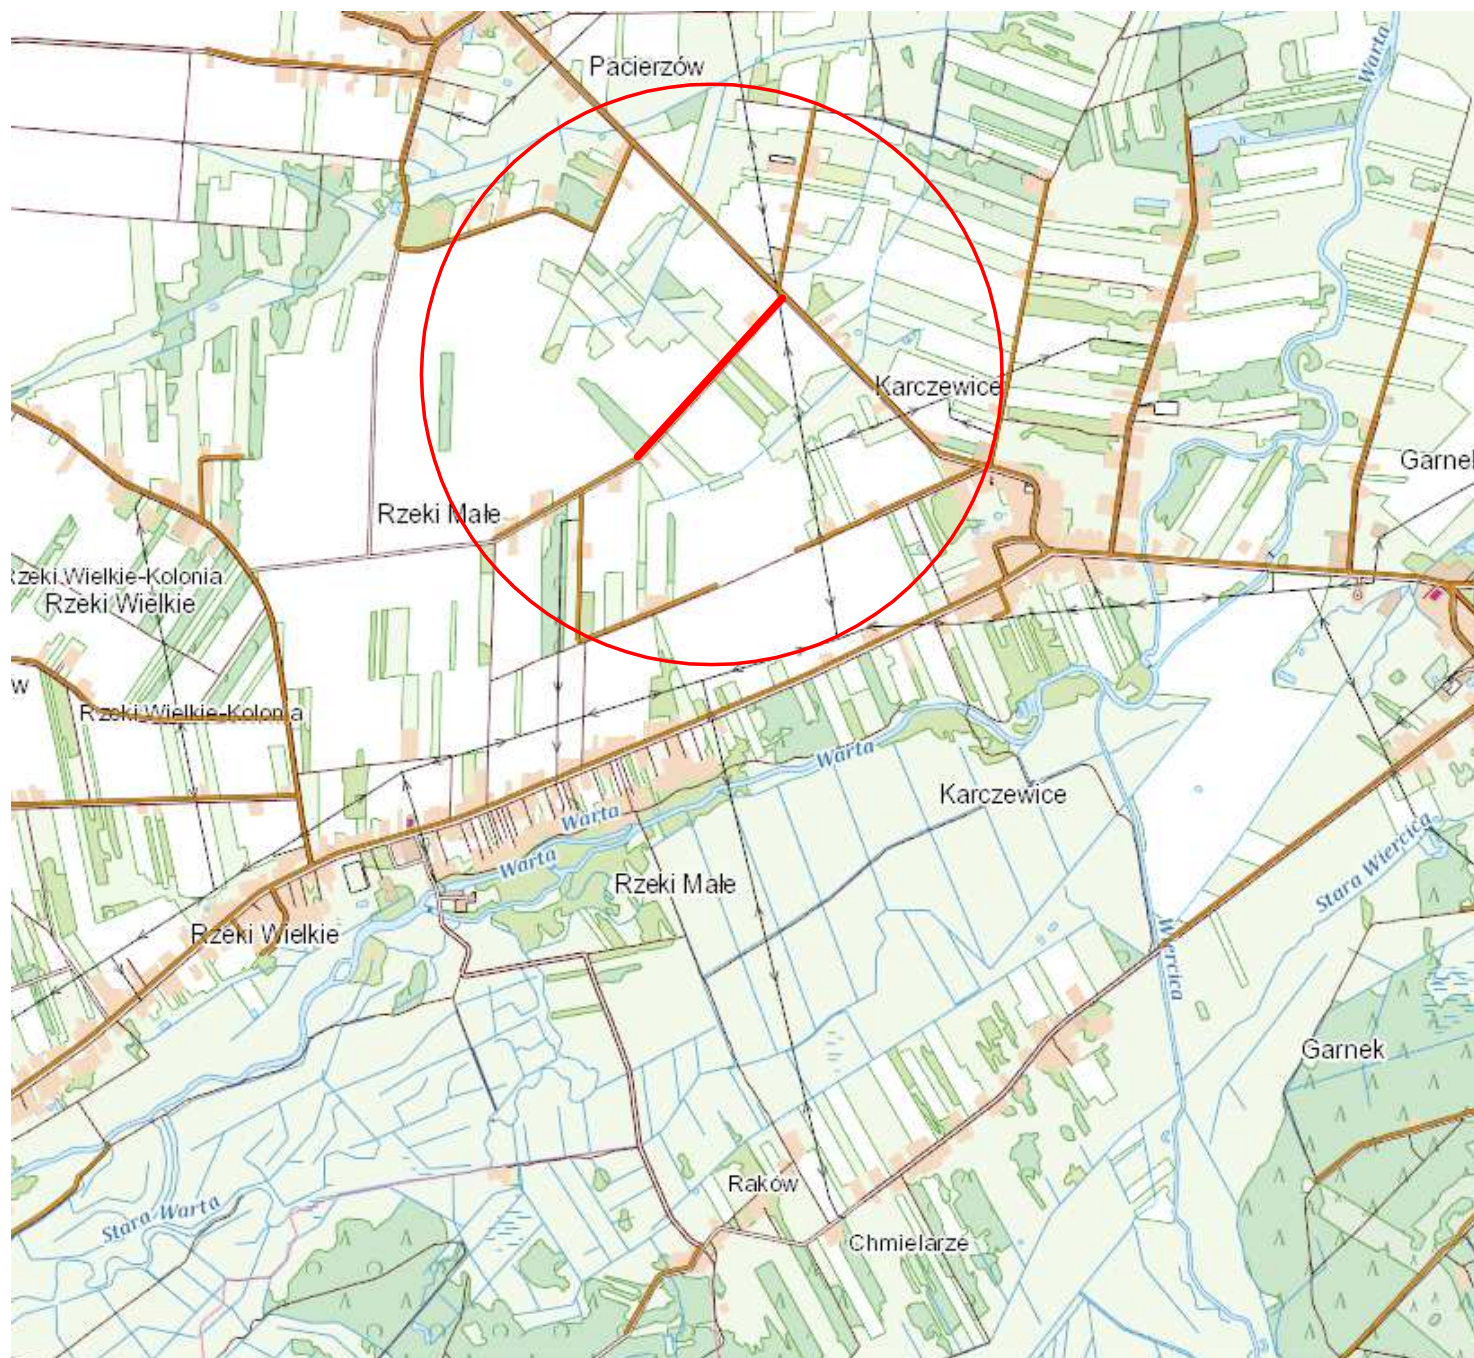 Warta
Pacierzów
Karczewice
Garnek
Rzeki Małe
Rzeki Wielkie-Kolonia
Rzeki Wielkie
w
Rzeki Wielkie-Kolonia
Warta
Karczewice
Warta
Stara Wiercica
Warta
Rzeki Małe
Rzeki Wielkie
Wiercica
Garnek
Raków
Stara Warta
Chmielarze